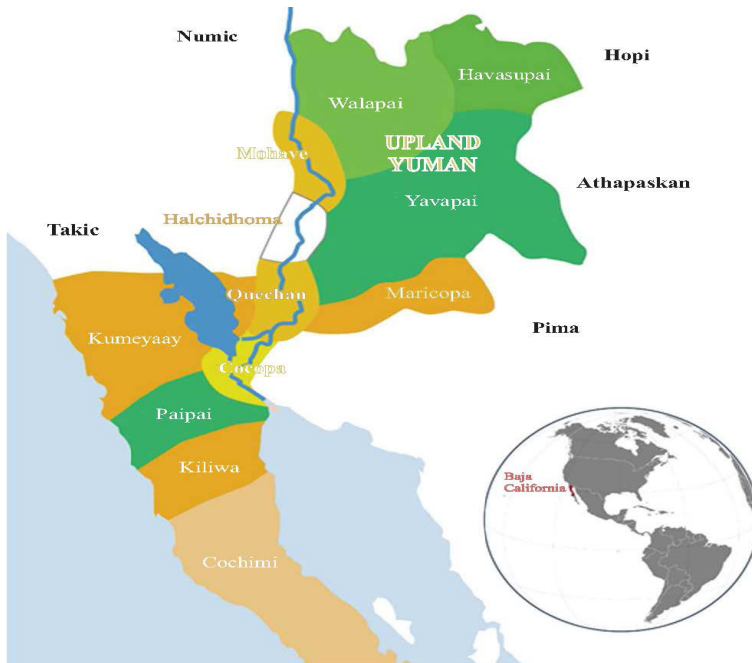 Numic
Hopi
Havasupai
Walapai
UPLAND
YUMAN
Mohave
Athapaskan
Yavapai
Halchidhoma
Takic
Quechan
Maricopa
Pima
Kumeyaay
Cocopa
Paipai
Kiliwa
Baja
California
Cochimi